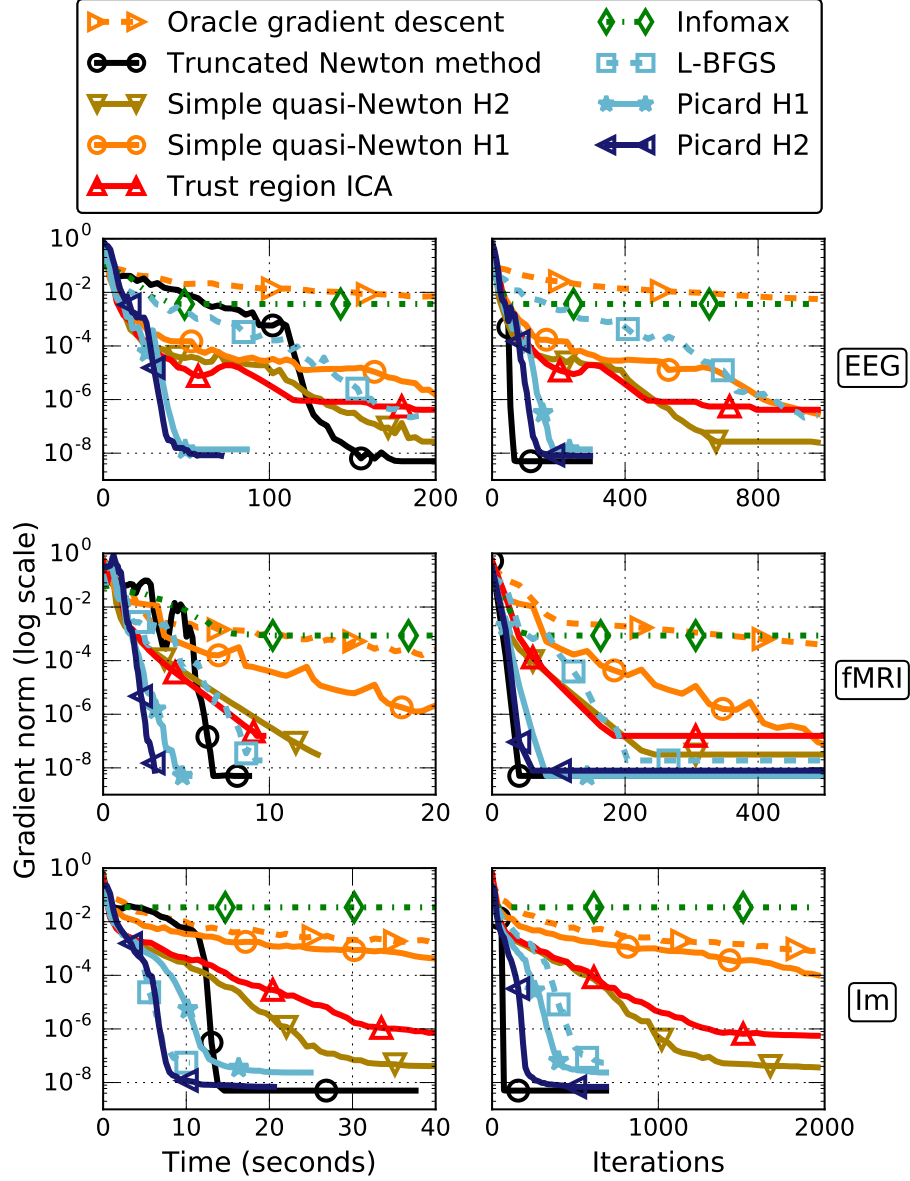 Oracle gradient descent
Truncated Newton method
Simple quasi-Newton H2
Simple quasi-Newton H1
Trust region ICA
Infomax
L-BFGS
Picard H1
Picard H2
Gradient norm (log scale)
10^0
10^-2
10^-4
10^-6
10^-8
0 100 200
0 400 800
EEG
10^0
10^-2
10^-4
10^-6
10^-8
0 10 20
0 200 400
fMRI
10^0
10^-2
10^-4
10^-6
10^-8
0 10 20 30 40
0 1000 2000
Im
Time (seconds)
Iterations